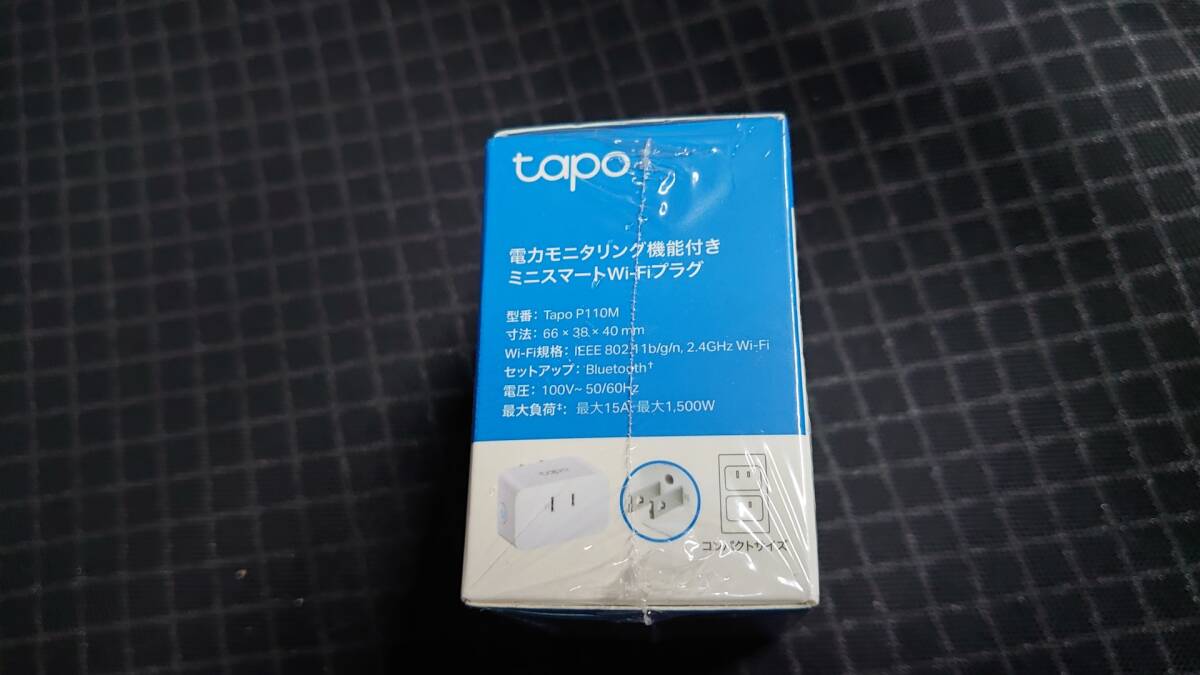 tapo
電力モニタリング機能付き
ミニスマートWi-Fiプラグ
型番: Tapo P110M
寸法: 66 × 38 × 40 mm
Wi-Fi規格: IEEE 802.11b/g/n, 2.4GHz Wi-Fi
セットアップ: Bluetooth†
電圧: 100V~ 50/60Hz
最大負荷‡: 最大15A, 最大1,500W
tapo
コンパクトサイズ